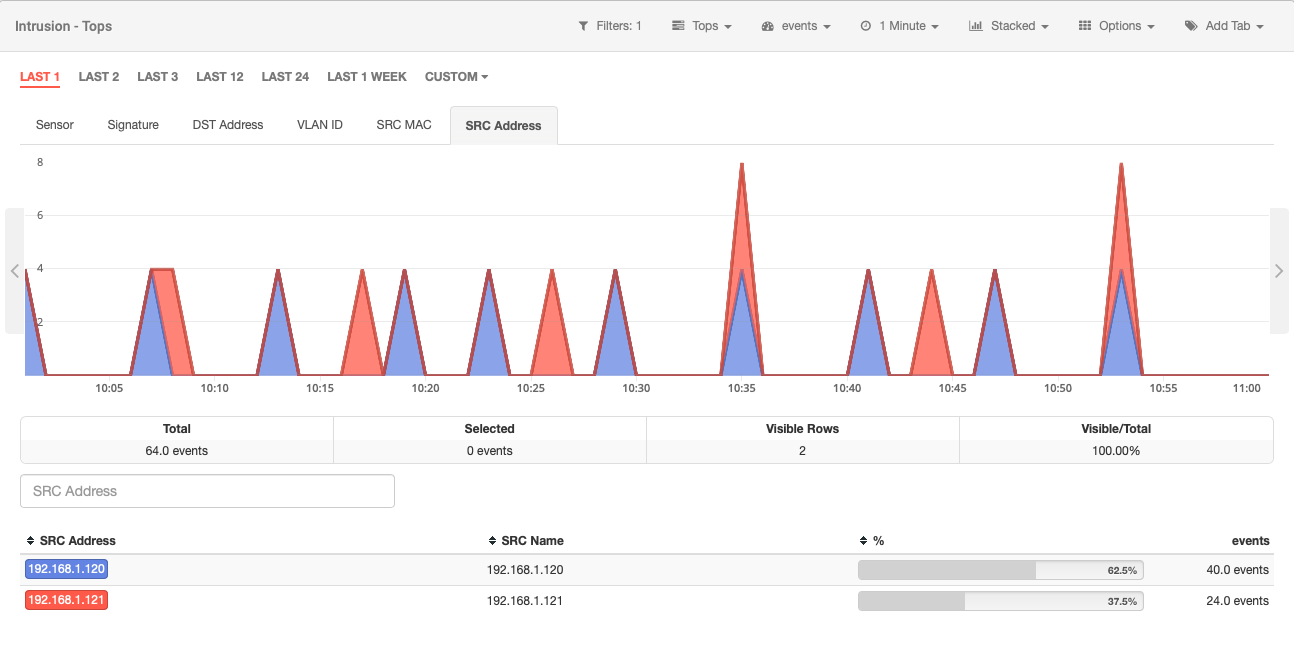 Intrusion - Tops Filters: 1 Tops events 1 Minute Stacked Options Add Tab
LAST 1 LAST 2 LAST 3 LAST 12 LAST 24 LAST 1 WEEK CUSTOM
Sensor Signature DST Address VLAN ID SRC MAC SRC Address
8
6
4
2
10:05 10:10 10:15 10:20 10:25 10:30 10:35 10:40 10:45 10:50 10:55 11:00
Total Selected Visible Rows Visible/Total
64.0 events 0 events 2 100.00%
SRC Address
SRC Address SRC Name % events
192.168.1.120 192.168.1.120 62.5% 40.0 events
192.168.1.121 192.168.1.121 37.5% 24.0 events